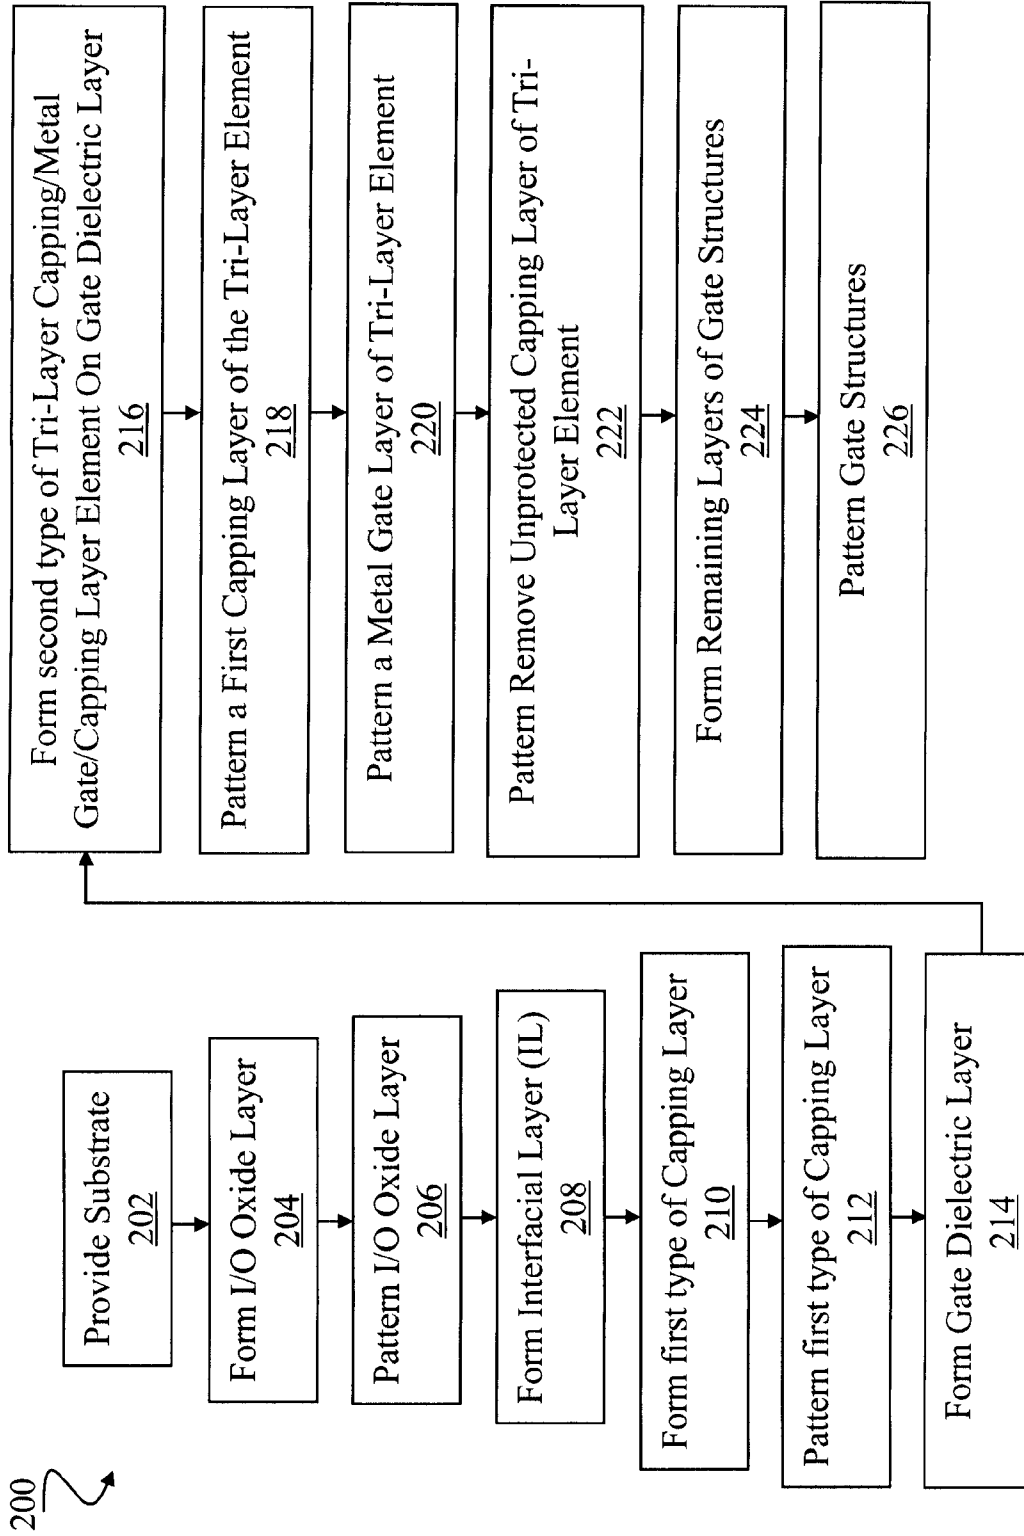 200
Provide Substrate
202
Form I/O Oxide Layer
204
Pattern I/O Oxide Layer
206
Form Interfacial Layer (IL)
208
Form first type of Capping Layer
210
Pattern first type of Capping Layer
212
Form Gate Dielectric Layer
214
Form second type of Tri-Layer Capping/Metal
Gate/Capping Layer Element On Gate Dielectric Layer
216
Pattern a First Capping Layer of the Tri-Layer Element
218
Pattern a Metal Gate Layer of Tri-Layer Element
220
Pattern Remove Unprotected Capping Layer of Tri-
Layer Element
222
Form Remaining Layers of Gate Structures
224
Pattern Gate Structures
226